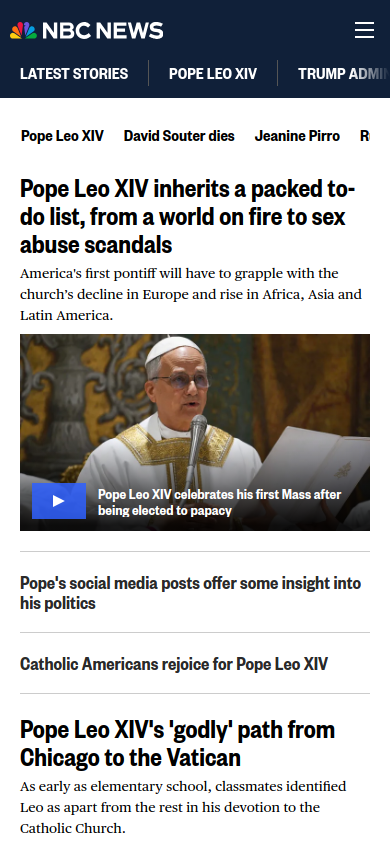 NBC NEWS
LATEST STORIES POPE LEO XIV TRUMP ADMI
Pope Leo XIV David Souter dies Jeanine Pirro
Pope Leo XIV inherits a packed to-
do list, from a world on fire to sex
abuse scandals
America's first pontiff will have to grapple with the
church's decline in Europe and rise in Africa, Asia and
Latin America.
Pope Leo XIV celebrates his first Mass after
being elected to papacy
Pope's social media posts offer some insight into
his politics
Catholic Americans rejoice for Pope Leo XIV
Pope Leo XIV's 'godly' path from
Chicago to the Vatican
As early as elementary school, classmates identified
Leo as apart from the rest in his devotion to the
Catholic Church.